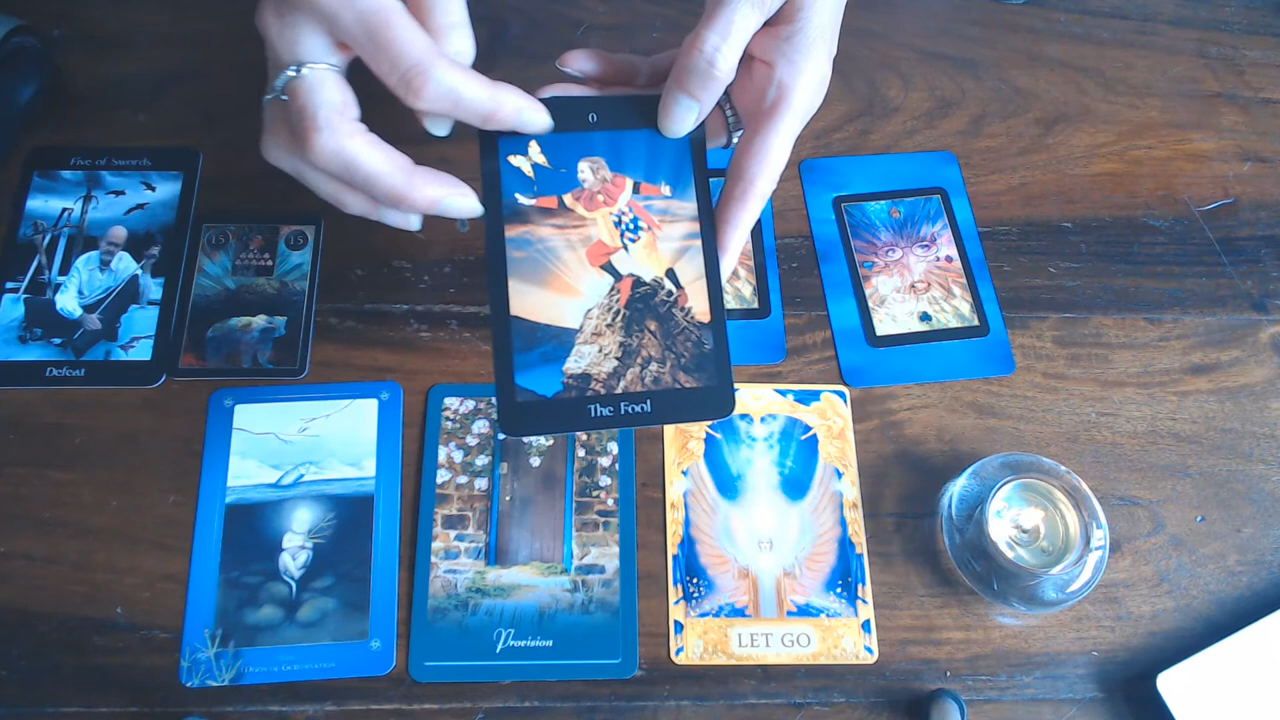 0
The Fool
Five of Swords
Defeat
15 15
Provision
LET GO